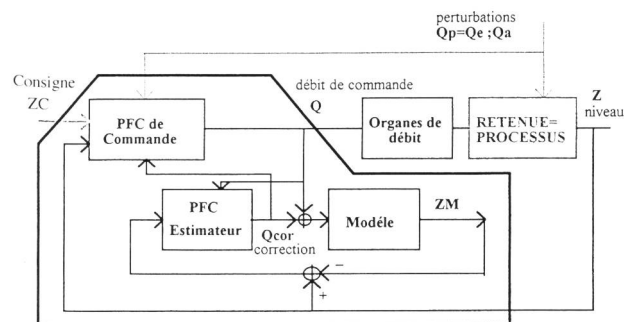 perturbations
Qp=Qe ;Qa
Consigne
ZC
débit de commande
Q
Z
niveau
PFC de
Commande
Organes de
débit
RETENUE=
PROCESSUS
PFC
Estimateur
Qcor
correction
Modéle
ZM
−
+